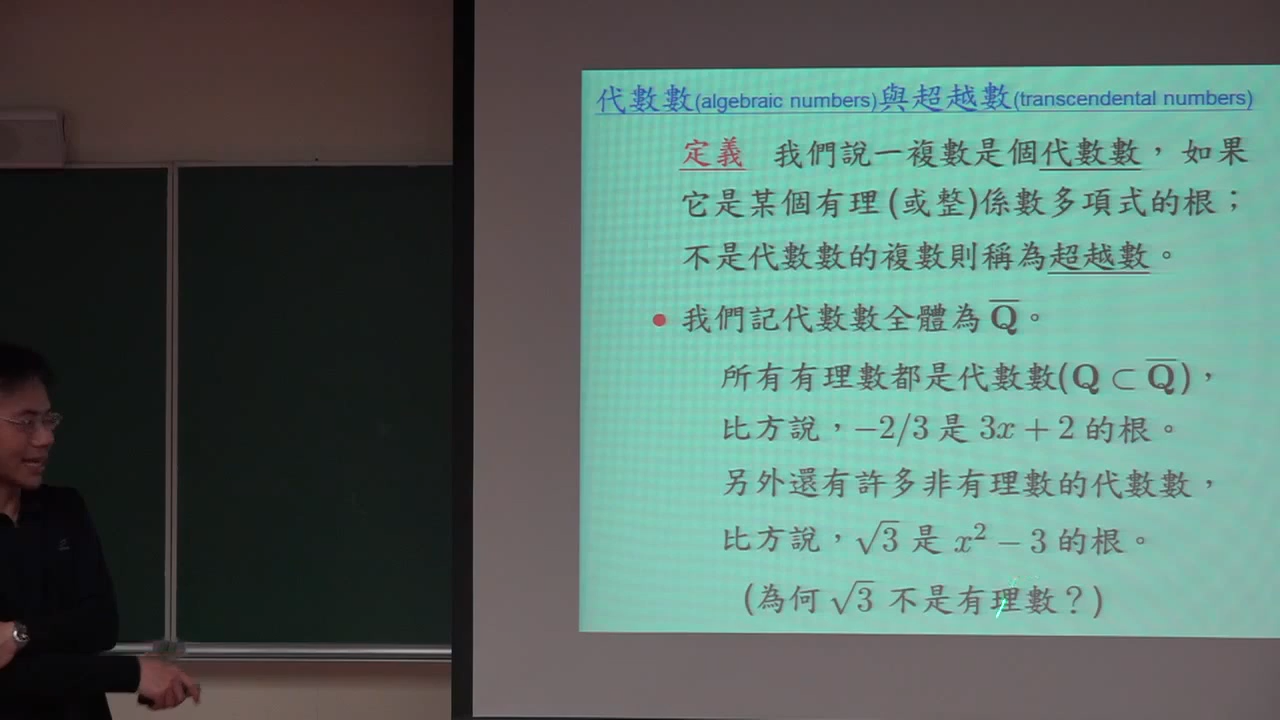 代數數(algebraic numbers)與超越數(transcendental numbers)
定義 我們說一複數是個代數數，如果
它是某個有理(或整)係數多項式的根；
不是代數數的複數則稱為超越數。
• 我們記代數數全體為 Q̅。
所有有理數都是代數數(Q ⊂ Q̅)，
比方說，−2/3 是 3x + 2 的根。
另外還有許多非有理數的代數數，
比方說，√3 是 x² − 3 的根。
(為何 √3 不是有理數？)